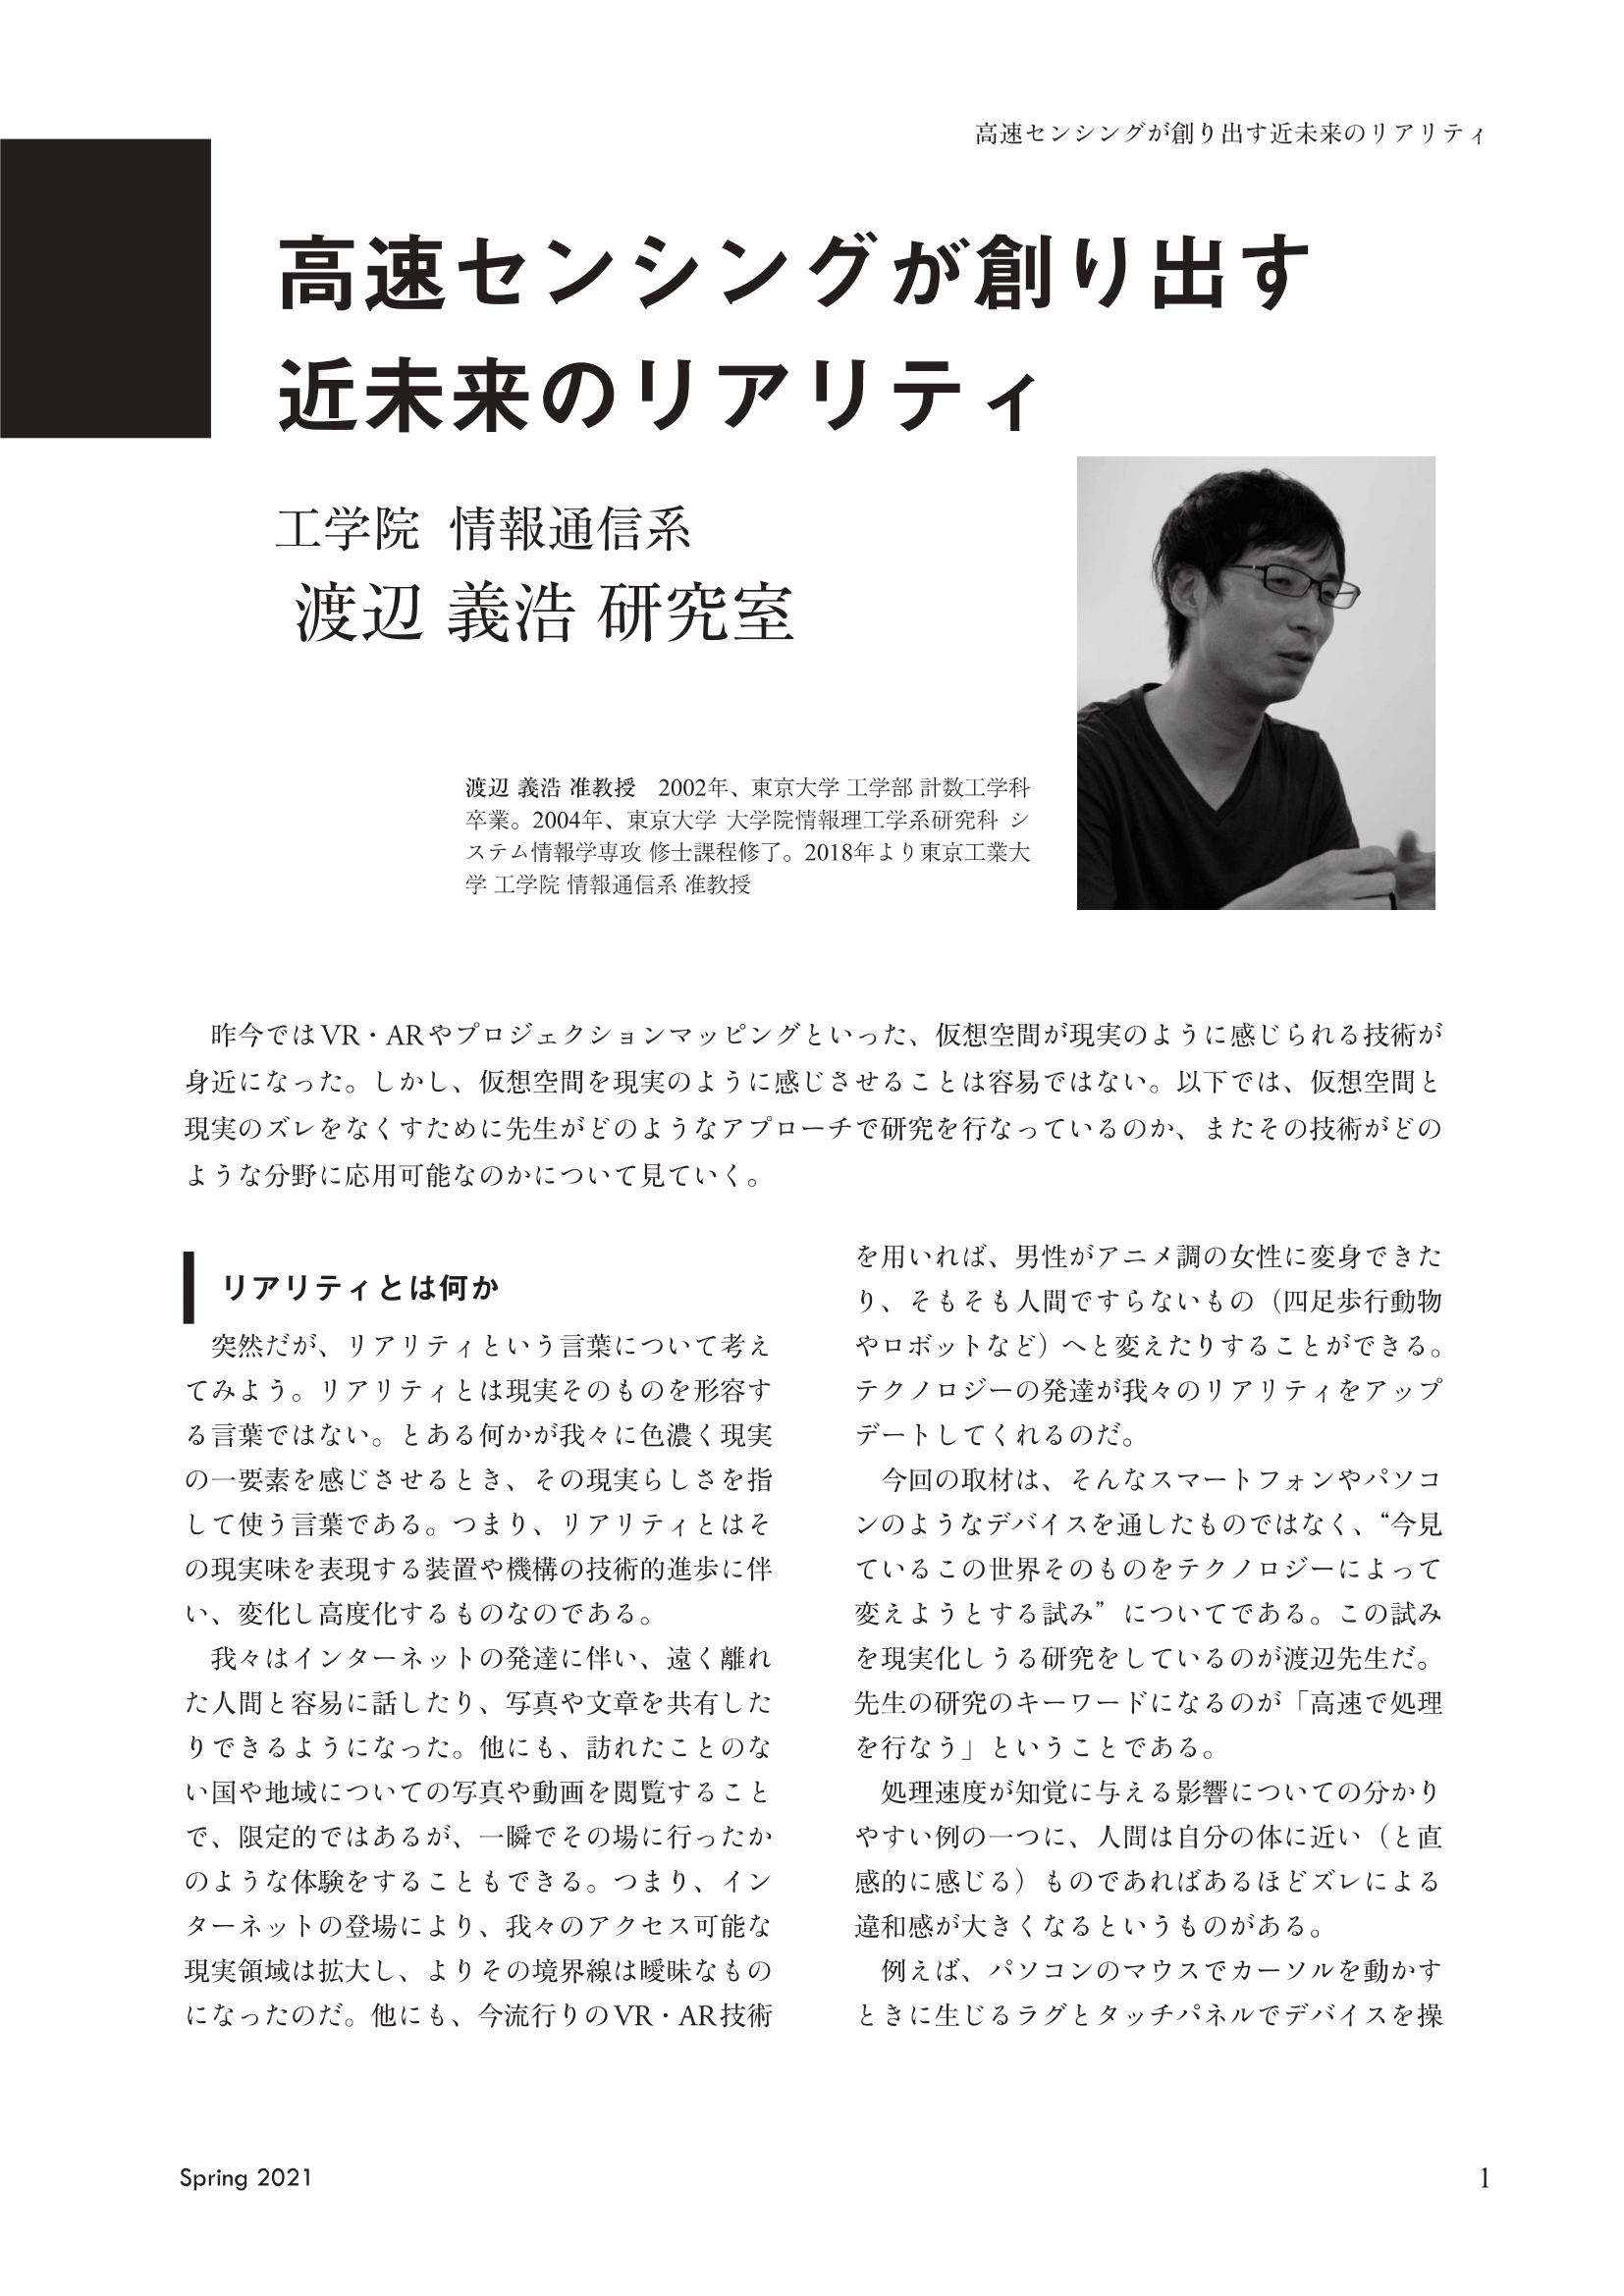 高速センシングが創り出す近未来のリアリティ
高速センシングが創り出す
近未来のリアリティ
工学院 情報通信系
渡辺 義浩 研究室
渡辺 義浩 准教授　2002年、東京大学 工学部 計数工学科
卒業。2004年、東京大学 大学院情報理工学系研究科 シ
ステム情報学専攻 修士課程修了。2018年より東京工業大
学 工学院 情報通信系 准教授
昨今ではVR・ARやプロジェクションマッピングといった、仮想空間が現実のように感じられる技術が
身近になった。しかし、仮想空間を現実のように感じさせることは容易ではない。以下では、仮想空間と
現実のズレをなくすために先生がどのようなアプローチで研究を行なっているのか、またその技術がどの
ような分野に応用可能なのかについて見ていく。
リアリティとは何か
突然だが、リアリティという言葉について考え
てみよう。リアリティとは現実そのものを形容す
る言葉ではない。とある何かが我々に色濃く現実
の一要素を感じさせるとき、その現実らしさを指
して使う言葉である。つまり、リアリティとはそ
の現実味を表現する装置や機構の技術的進歩に伴
い、変化し高度化するものなのである。
我々はインターネットの発達に伴い、遠く離れ
た人間と容易に話したり、写真や文章を共有した
りできるようになった。他にも、訪れたことのな
い国や地域についての写真や動画を閲覧すること
で、限定的ではあるが、一瞬でその場に行ったか
のような体験をすることもできる。つまり、イン
ターネットの登場により、我々のアクセス可能な
現実領域は拡大し、よりその境界線は曖昧なもの
になったのだ。他にも、今流行りのVR・AR技術
を用いれば、男性がアニメ調の女性に変身できた
り、そもそも人間ですらないもの（四足歩行動物
やロボットなど）へと変えたりすることができる。
テクノロジーの発達が我々のリアリティをアップ
デートしてくれるのだ。
今回の取材は、そんなスマートフォンやパソコ
ンのようなデバイスを通したものではなく、“今見
ているこの世界そのものをテクノロジーによって
変えようとする試み”についてである。この試み
を現実化しうる研究をしているのが渡辺先生だ。
先生の研究のキーワードになるのが「高速で処理
を行なう」ということである。
処理速度が知覚に与える影響についての分かり
やすい例の一つに、人間は自分の体に近い（と直
感的に感じる）ものであればあるほどズレによる
違和感が大きくなるというものがある。
例えば、パソコンのマウスでカーソルを動かす
ときに生じるラグとタッチパネルでデバイスを操
Spring 2021
1